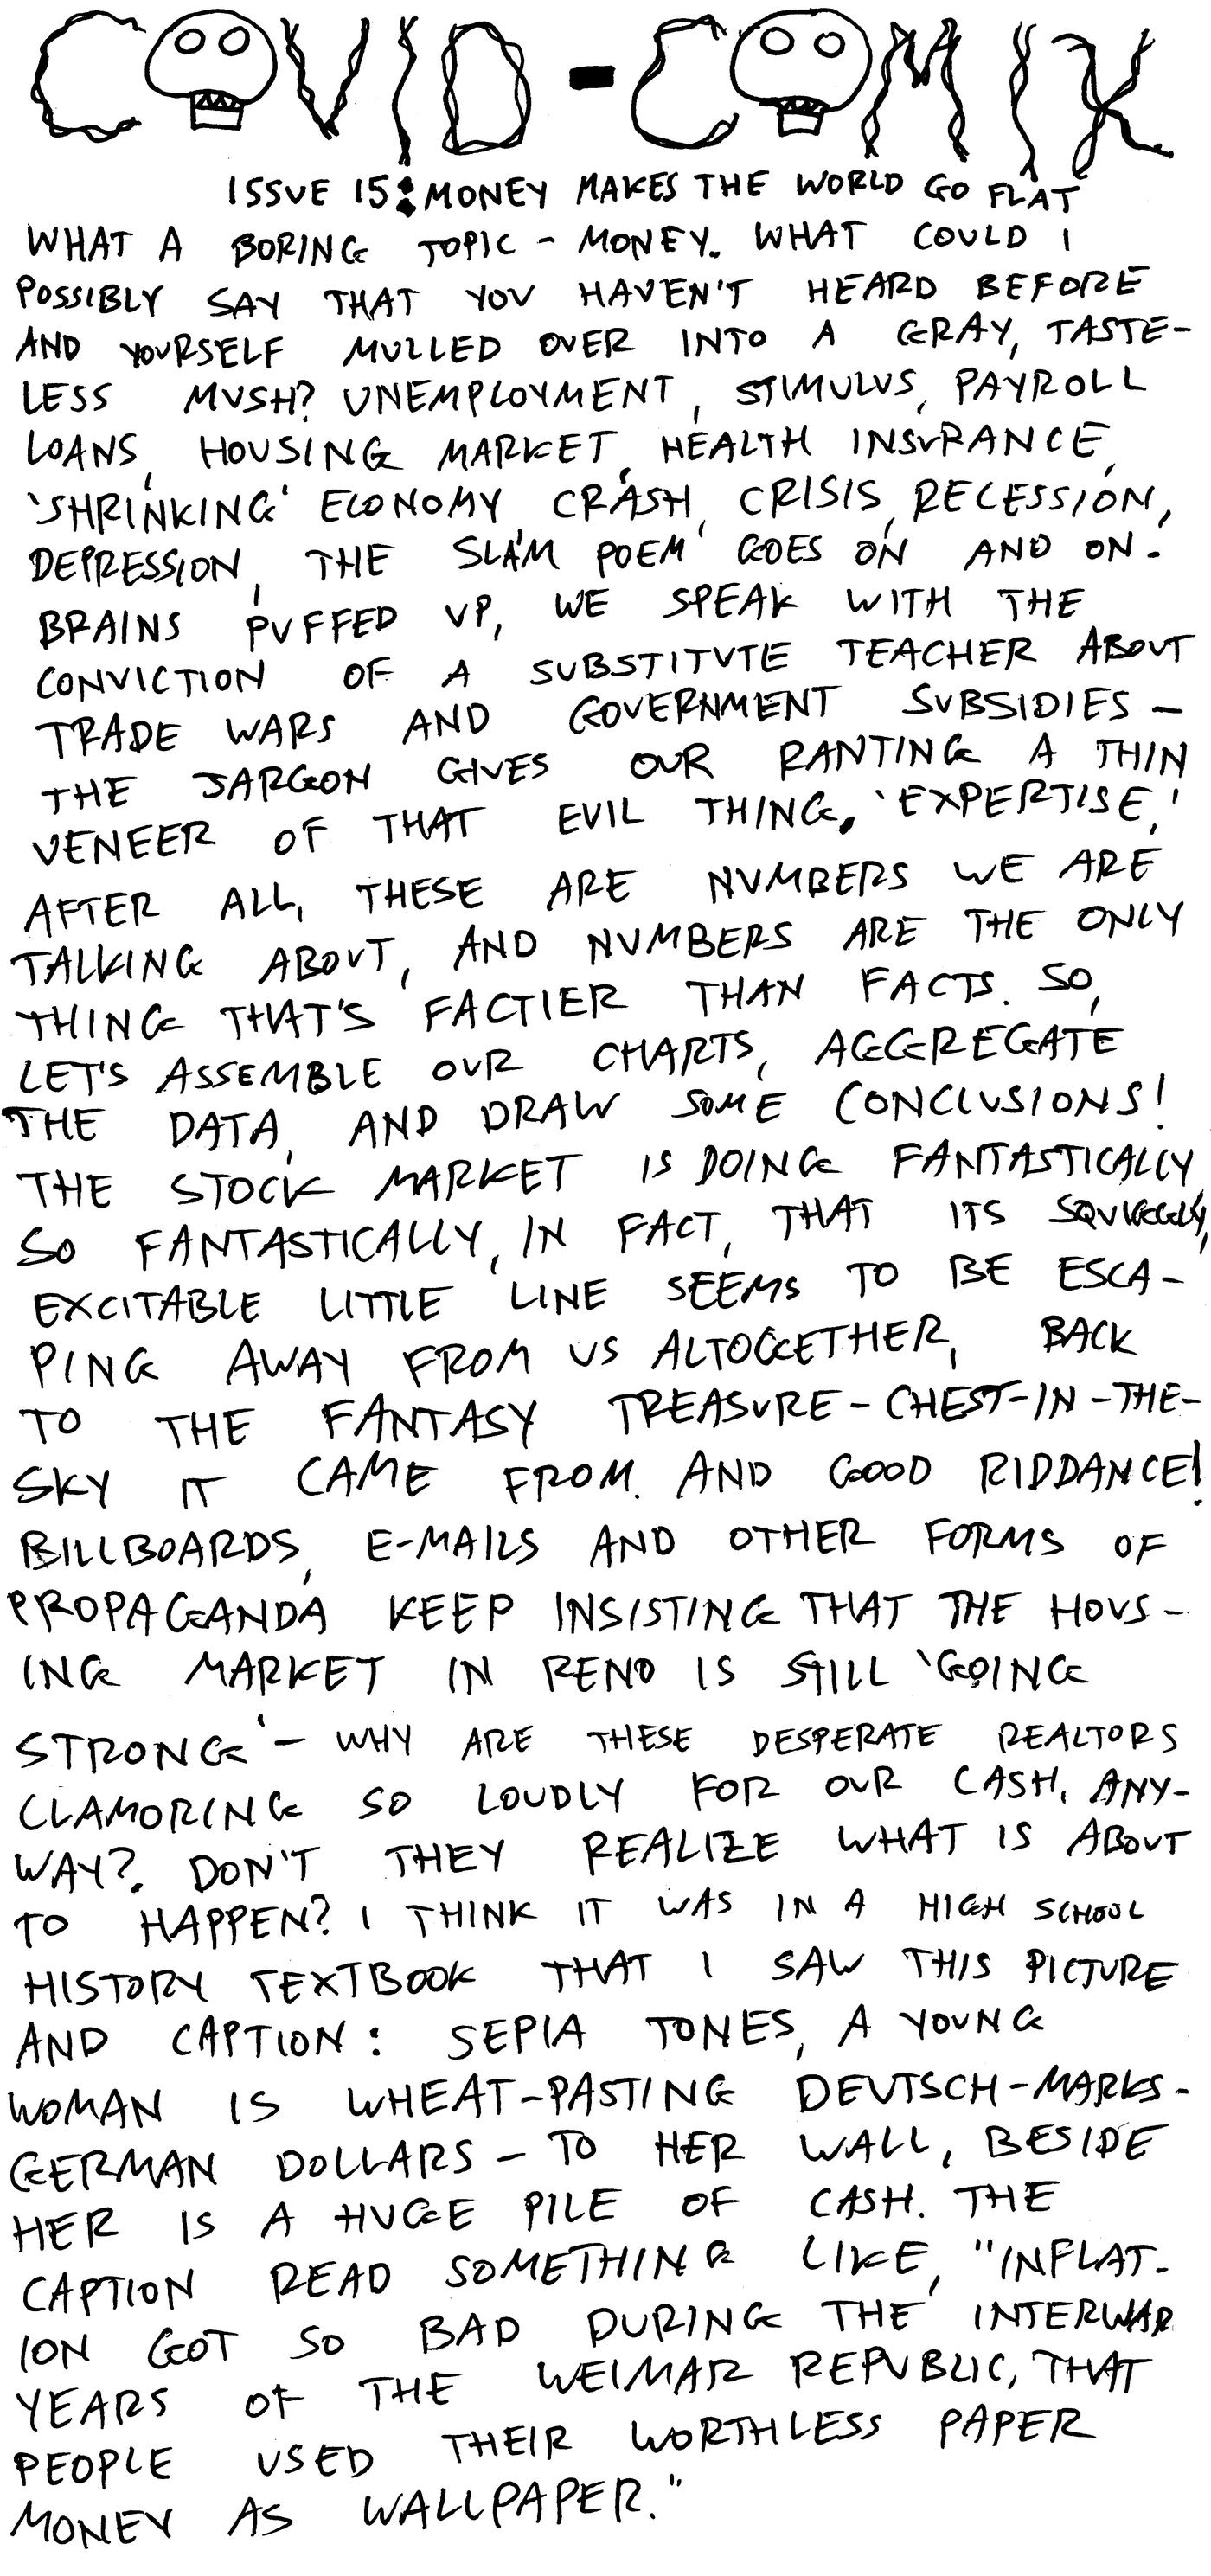 COVID-COMIX
ISSUE 15: MONEY MAKES THE WORLD GO FLAT
WHAT A BORING TOPIC - MONEY. WHAT COULD I
POSSIBLY SAY THAT YOU HAVEN'T HEARD BEFORE
AND YOURSELF MULLED OVER INTO A GRAY, TASTE-
LESS MUSH? UNEMPLOYMENT, STIMULUS, PAYROLL
LOANS, HOUSING MARKET, HEALTH INSURANCE,
'SHRINKING' ECONOMY, CRASH, CRISIS, RECESSION,
DEPRESSION, THE SLAM POEM GOES ON AND ON.
BRAINS PUFFED UP, WE SPEAK WITH THE
CONVICTION OF A SUBSTITUTE TEACHER ABOUT
TRADE WARS AND GOVERNMENT SUBSIDIES -
THE JARGON GIVES OUR RANTING A THIN
VENEER OF THAT EVIL THING, 'EXPERTISE,'
AFTER ALL, THESE ARE NUMBERS WE ARE
TALKING ABOUT, AND NUMBERS ARE THE ONLY
THING THAT'S FACTIER THAN FACTS. SO,
LET'S ASSEMBLE OUR CHARTS, AGGREGATE
THE DATA, AND DRAW SOME CONCLUSIONS!
THE STOCK MARKET IS DOING FANTASTICALLY
SO FANTASTICALLY, IN FACT, THAT ITS SQUIGGLY,
EXCITABLE LITTLE LINE SEEMS TO BE ESCA-
PING AWAY FROM US ALTOGETHER, BACK
TO THE FANTASY TREASURE-CHEST-IN-THE-
SKY IT CAME FROM. AND GOOD RIDDANCE!
BILLBOARDS, E-MAILS AND OTHER FORMS OF
PROPAGANDA KEEP INSISTING THAT THE HOUS-
ING MARKET IN RENO IS STILL 'GOING
STRONG' - WHY ARE THESE DESPERATE REALTORS
CLAMORING SO LOUDLY FOR OUR CASH, ANY-
WAY?. DON'T THEY REALIZE WHAT IS ABOUT
TO HAPPEN? I THINK IT WAS IN A HIGH SCHOOL
HISTORY TEXTBOOK THAT I SAW THIS PICTURE
AND CAPTION: SEPIA TONES, A YOUNG
WOMAN IS WHEAT-PASTING DEUTSCH-MARKS-
GERMAN DOLLARS - TO HER WALL, BESIDE
HER IS A HUGE PILE OF CASH. THE
CAPTION READ SOMETHING LIKE, "INFLAT-
ION GOT SO BAD DURING THE INTERWAR
YEARS OF THE WEIMAR REPUBLIC, THAT
PEOPLE USED THEIR WORTHLESS PAPER
MONEY AS WALLPAPER."